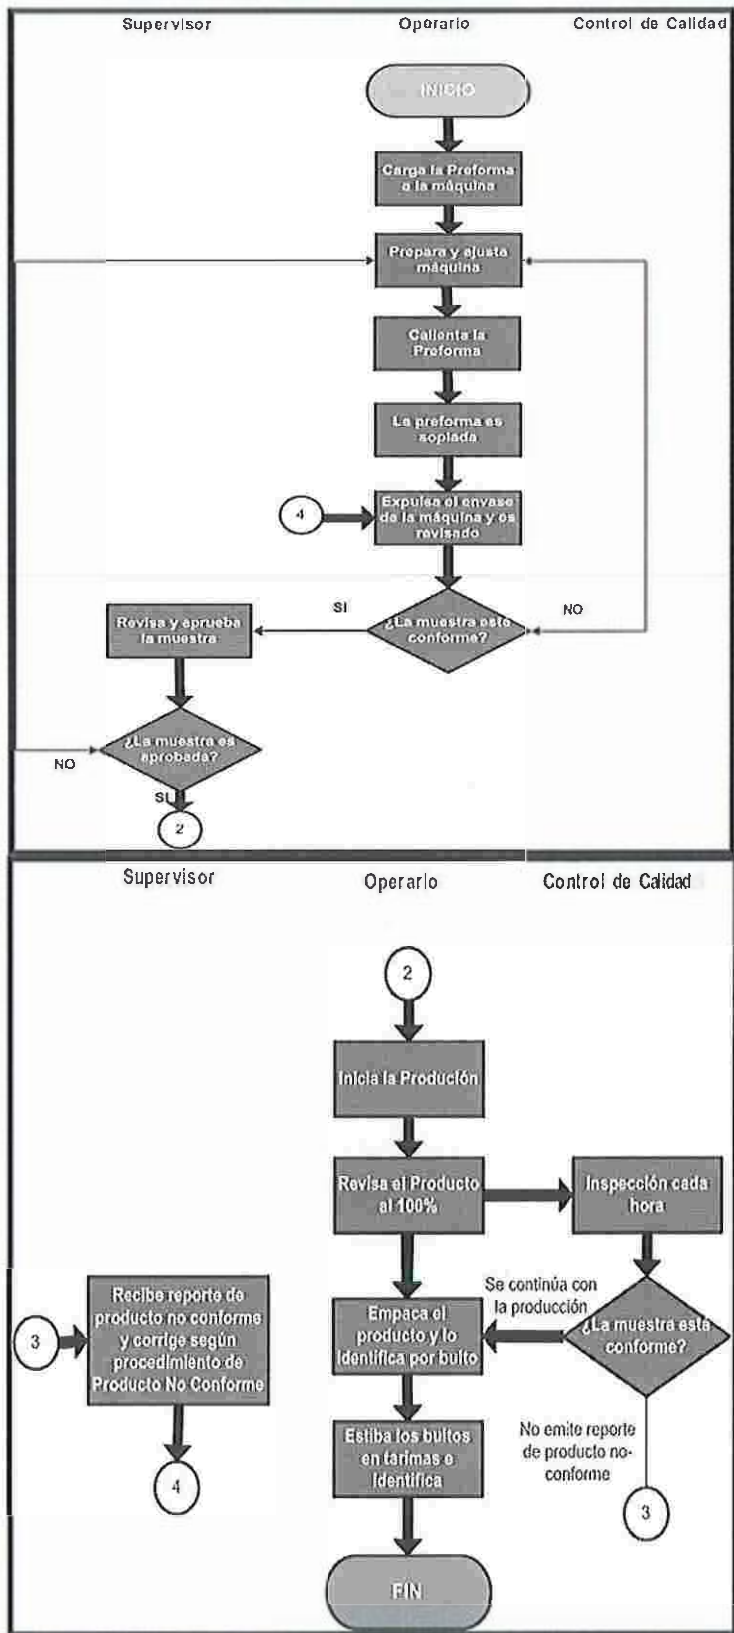 Supervisor
Operario
Control de Calidad
INICIO
Carga la Preforma
a la máquina
Prepara y ajusta
máquina
Calienta la
Preforma
La preforma es
soplada
4
Expulsa el envase
de la máquina y es
revisado
Revisa y aprueba
la muestra
SI
¿La muestra está
conforme?
NO
¿La muestra es
aprobada?
NO
SI
2
Supervisor
Operario
Control de Calidad
2
Inicia la Produción
Revisa el Producto
al 100%
Inspección cada
hora
3
Recibe reporte de
producto no conforme
y corrige según
procedimiento de
Producto No Conforme
Empaca el
producto y lo
identifica por bulto
Se continúa con
la producción
¿La muestra está
conforme?
4
Estiba los bultos
en tarimas e
Identifica
No emite reporte
de producto no-
conforme
3
FIN